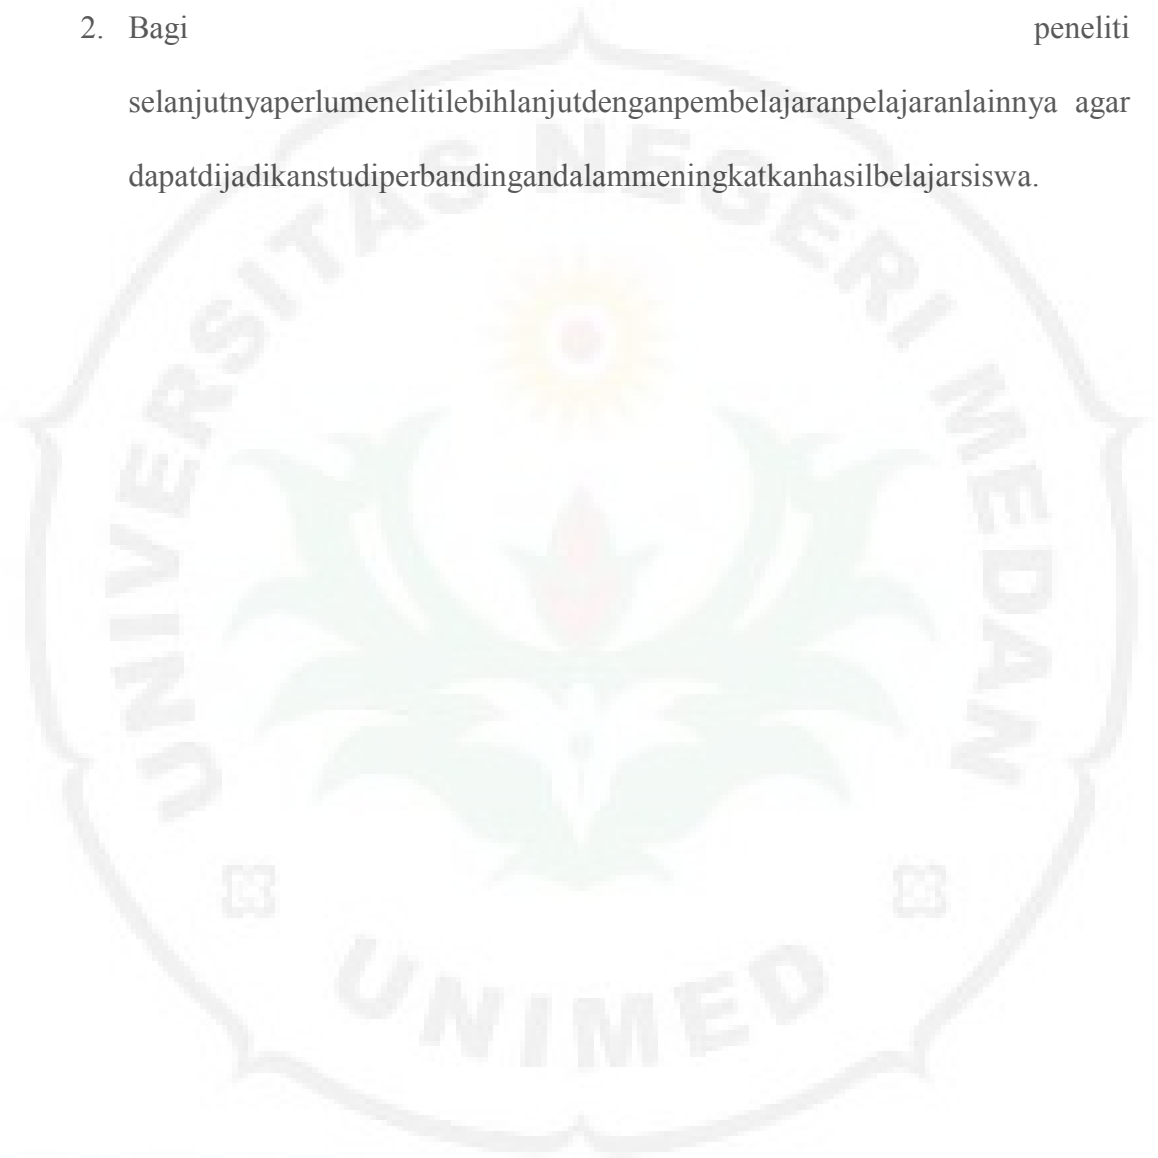 2. Bagi peneliti
selanjutnyaperlumenelitilebihlanjutdenganpembelajaranpelajaranlainnya agar
dapatdijadikanstudiperbandingandalammeningkatkanhasilbelajarsiswa.
UNIVERSITAS NEGERI MEDAN
UNIMED